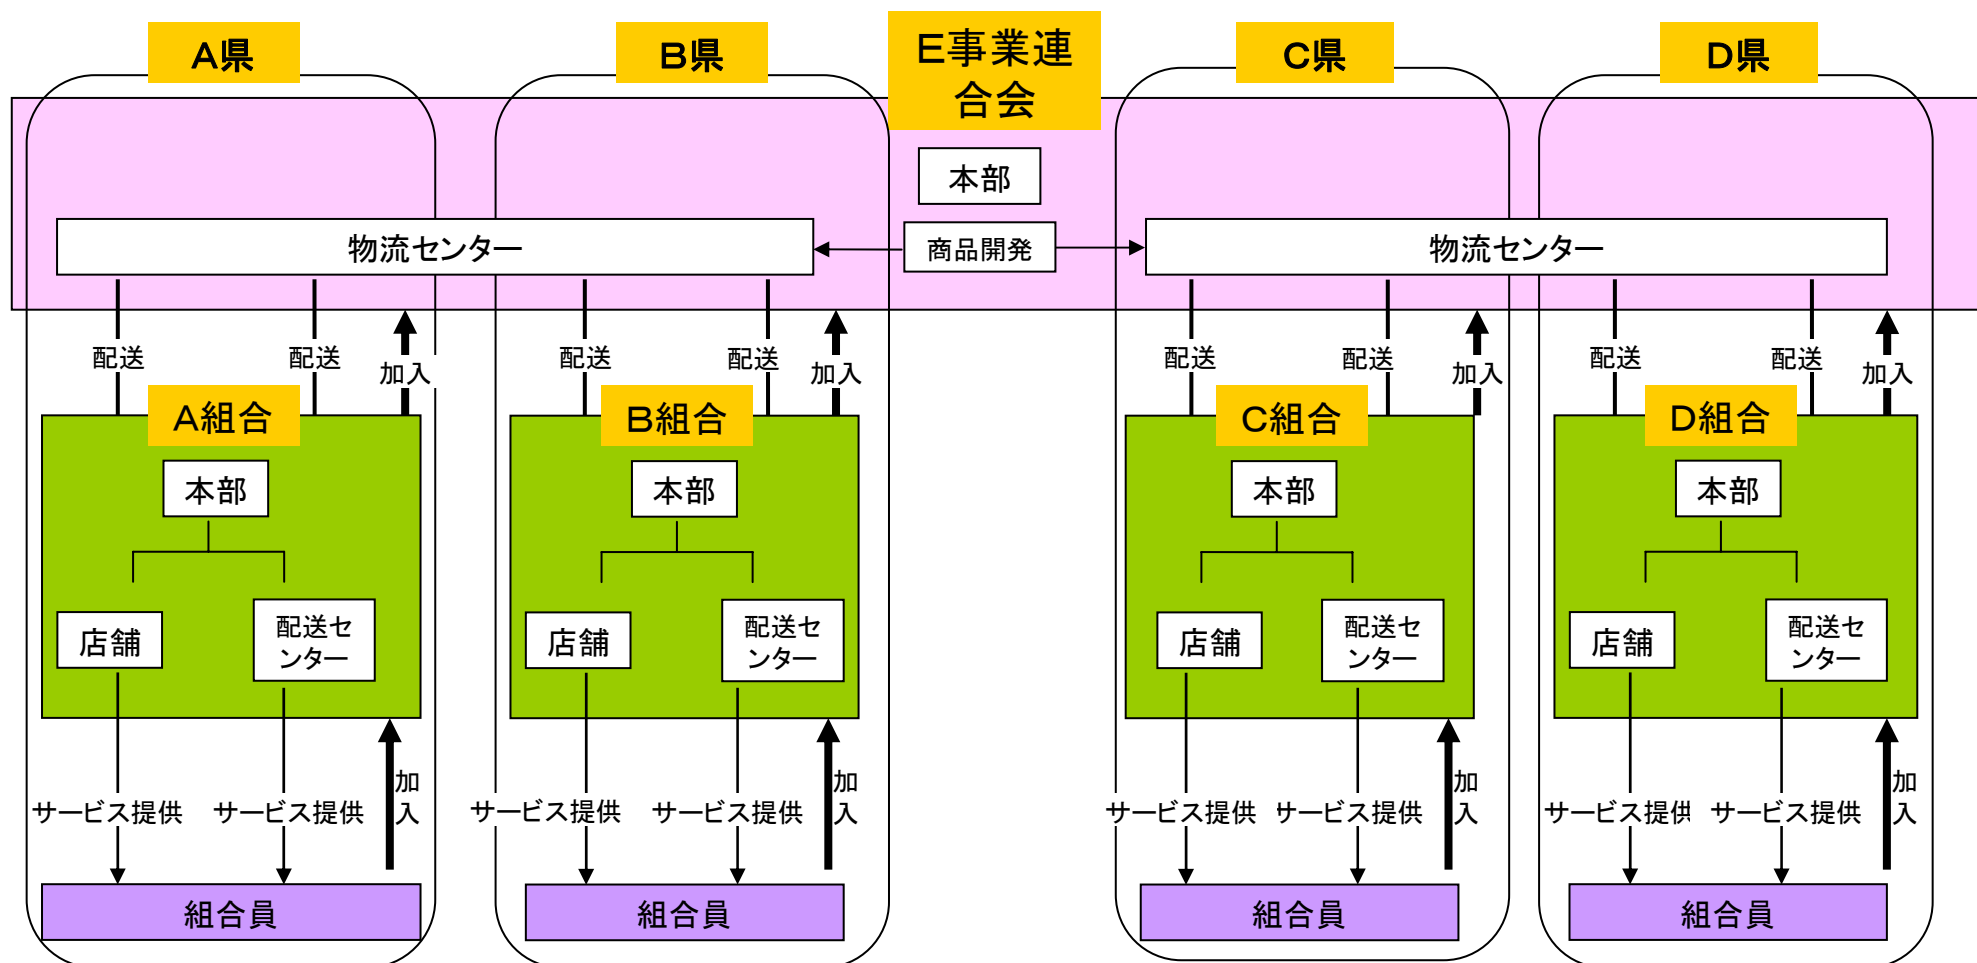 A県
B県
E事業連
合会
C県
D県
本部
物流センター
商品開発
物流センター
配送
配送
加入
配送
配送
加入
配送
配送
加入
配送
配送
加入
A組合
B組合
C組合
D組合
本部
本部
本部
本部
店舗
配送セ
ンター
店舗
配送セ
ンター
店舗
配送セ
ンター
店舗
配送セ
ンター
サービス提供
サービス提供
加
入
サービス提供
サービス提供
加
入
サービス提供
サービス提供
加
入
サービス提供
サービス提供
加
入
組合員
組合員
組合員
組合員